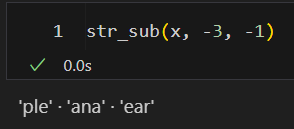 1 str_sub(x, -3, -1)
✓ 0.0s
'ple' · 'ana' · 'ear'